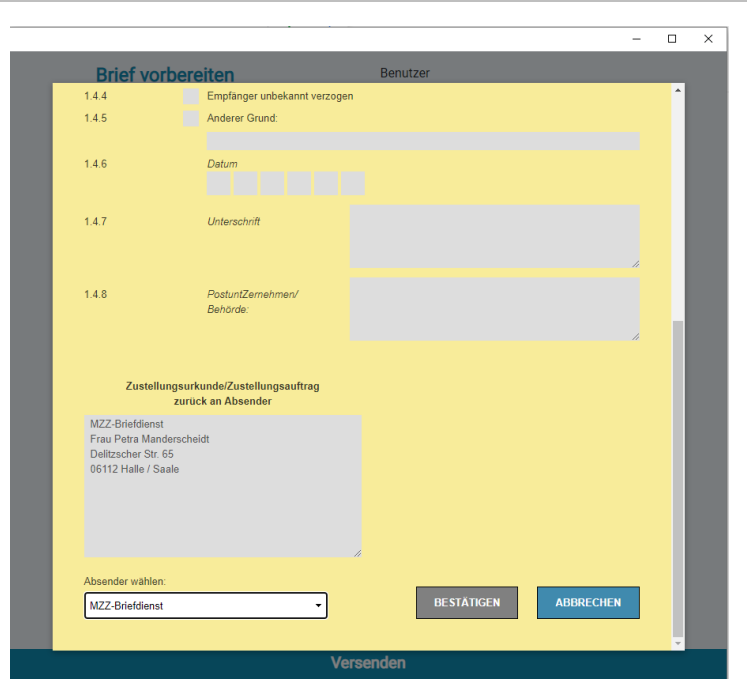 Brief vorbereiten
Benutzer
1.4.4 Empfänger unbekannt verzogen
1.4.5 Anderer Grund:
1.4.6 Datum
1.4.7 Unterschrift
1.4.8 PostuntZernehmen/
Behörde:
Zustellungsurkunde/Zustellungsauftrag
zurück an Absender
MZZ-Briefdienst
Frau Petra Manderscheidt
Delitzscher Str. 65
06112 Halle / Saale
Absender wählen:
MZZ-Briefdienst
BESTÄTIGEN
ABBRECHEN
Versenden